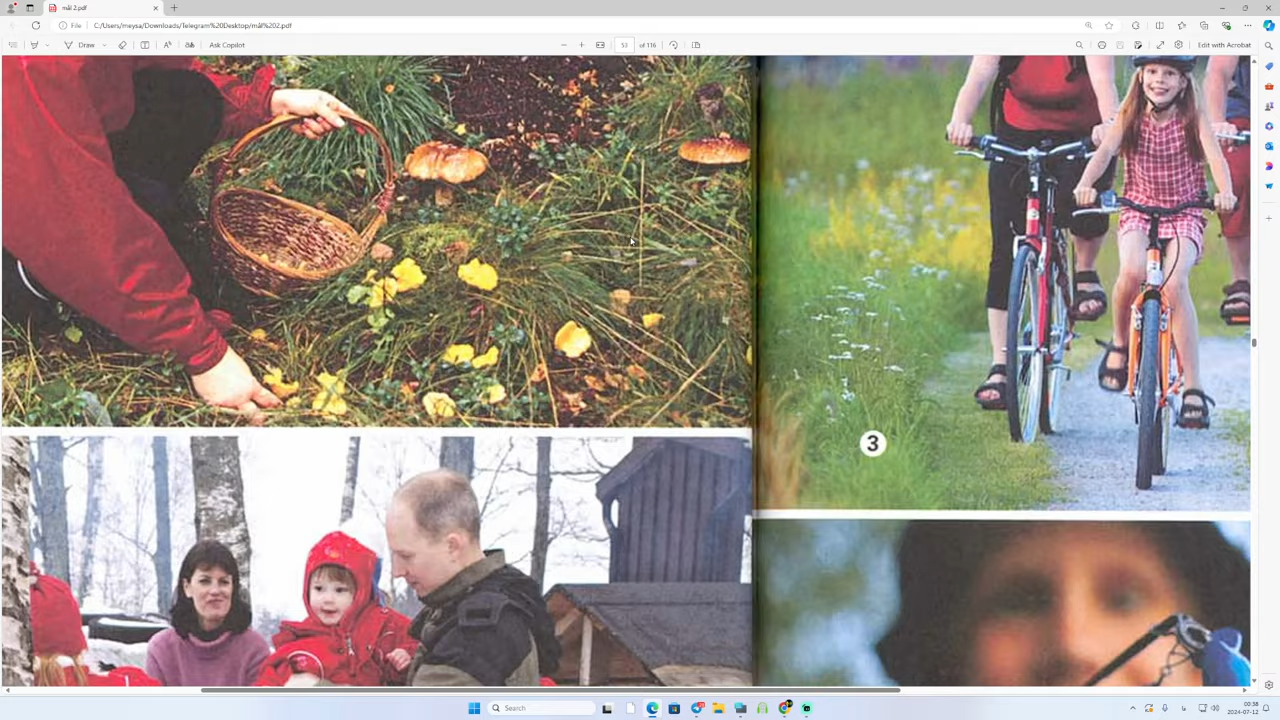 mål 2.pdf
File
C:/Users/meysa/Downloads/Telegram%20Desktop/mål%202.pdf
Draw
Ask Copilot
53 of 116
Edit with Acrobat
3
Search
00:38
2024-07-12